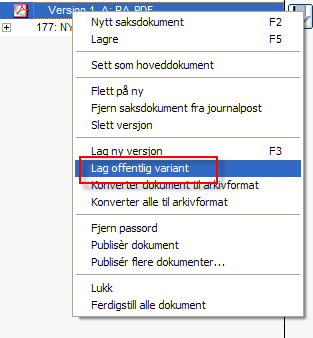 Version 1, A: RA-PDF
177: NY
Nytt saksdokument F2
Lagre F5
Sett som hoveddokument
Flett på ny
Fjern saksdokument fra journalpost
Slett versjon
Lag ny versjon F3
Lag offentlig variant
Konverter dokument til arkivformat
Konverter alle til arkivformat
Fjern passord
Publisèr dokument
Publisér flere dokumenter...
Lukk
Ferdigstill alle dokument